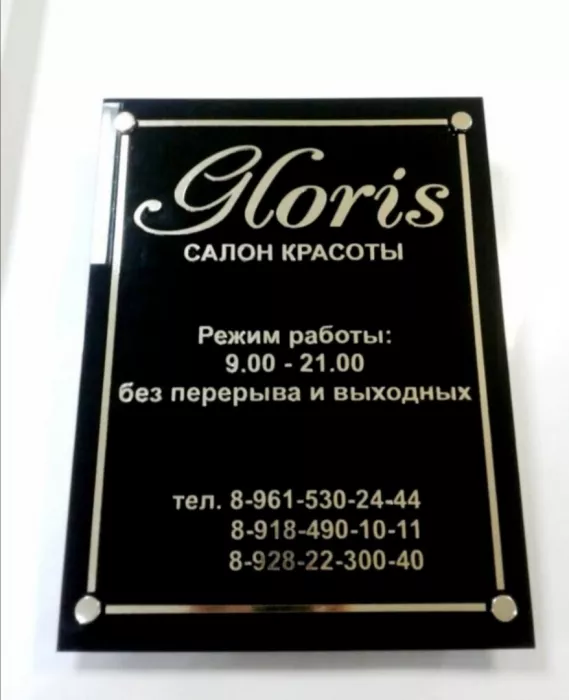 Gloris
САЛОН КРАСОТЫ
Режим работы:
9.00 - 21.00
без перерыва и выходных
тел. 8-961-530-24-44
8-918-490-10-11
8-928-22-300-40